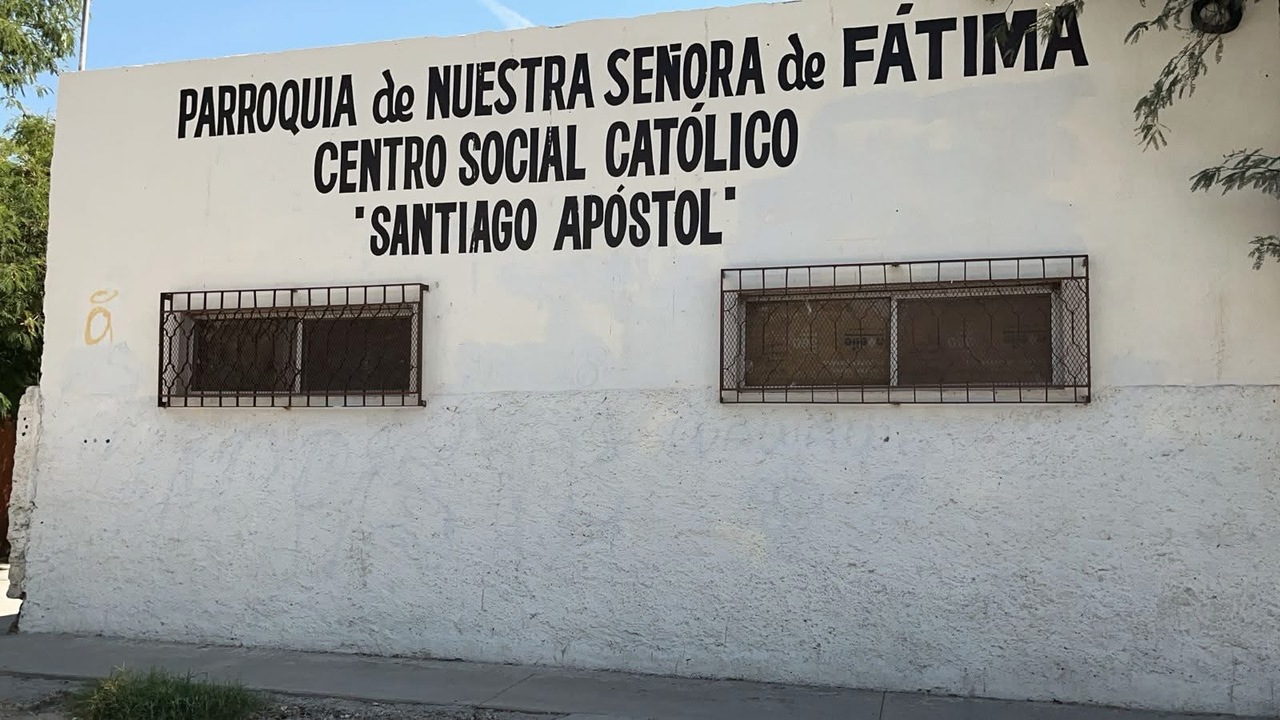 PARROQUIA de NUESTRA SEÑORA de FÁTIMA
CENTRO SOCIAL CATÓLICO
"SANTIAGO APÓSTOL"